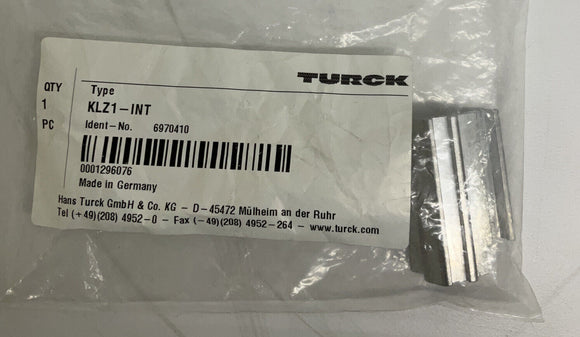 TURCK
QTY Type
1 KLZ1-INT
PC Ident-No. 6970410
0001296076
Made in Germany
Hans Turck GmbH & Co. KG - D-45472 Mülheim an der Ruhr
Tel (+49)(208) 4952-0 - Fax (-49)(208) 4952-264 - www.turck.com